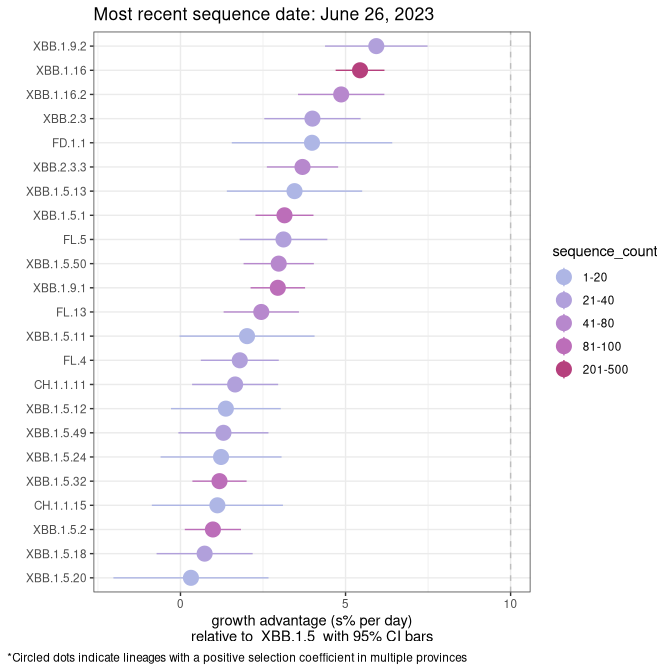 Most recent sequence date: June 26, 2023
XBB.1.9.2
XBB.1.16
XBB.1.16.2
XBB.2.3
FD.1.1
XBB.2.3.3
XBB.1.5.13
XBB.1.5.1
FL.5
XBB.1.5.50
XBB.1.9.1
FL.13
XBB.1.5.11
FL.4
CH.1.1.11
XBB.1.5.12
XBB.1.5.49
XBB.1.5.24
XBB.1.5.32
CH.1.1.15
XBB.1.5.2
XBB.1.5.18
XBB.1.5.20
0 5 10
growth advantage (s% per day)
relative to XBB.1.5 with 95% CI bars
sequence_count
1-20
21-40
41-80
81-100
201-500
*Circled dots indicate lineages with a positive selection coefficient in multiple provinces